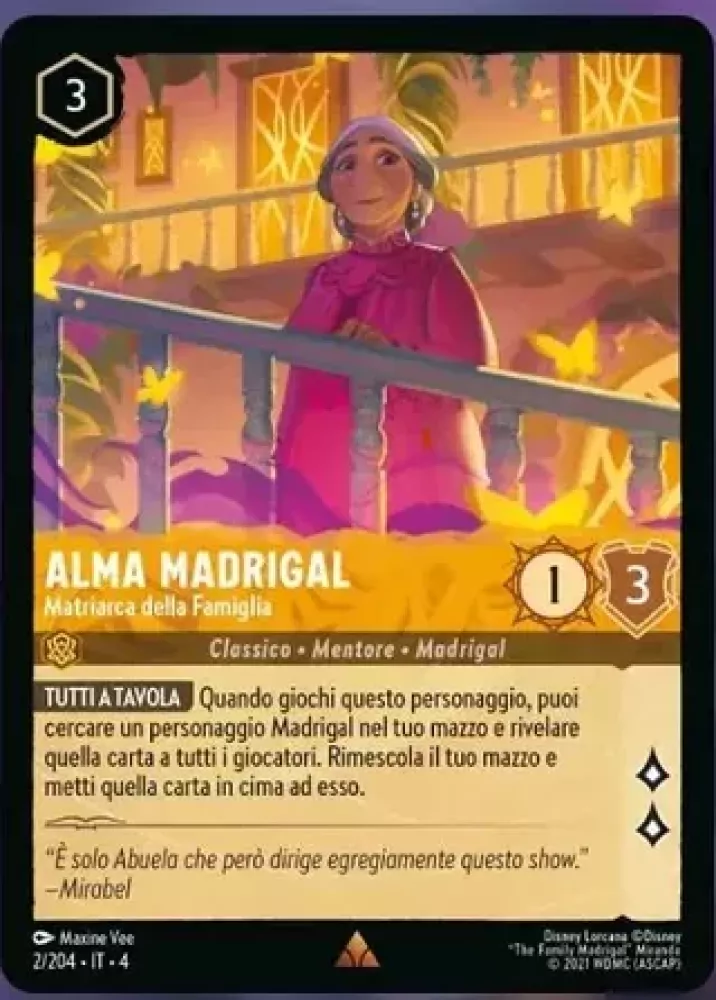 3
ALMA MADRIGAL
Matriarca della Famiglia
1
3
Classico • Mentore • Madrigal
TUTTI A TAVOLA Quando giochi questo personaggio, puoi
cercare un personaggio Madrigal nel tuo mazzo e rivelare
quella carta a tutti i giocatori. Rimescola il tuo mazzo e
metti quella carta in cima ad esso.
“È solo Abuela che però dirige egregiamente questo show.”
—Mirabel
Maxine Vee
2/204 • IT • 4
Disney Lorcana ©Disney
"The Family Madrigal" Miranda
© 2021 WDMC (ASCAP)